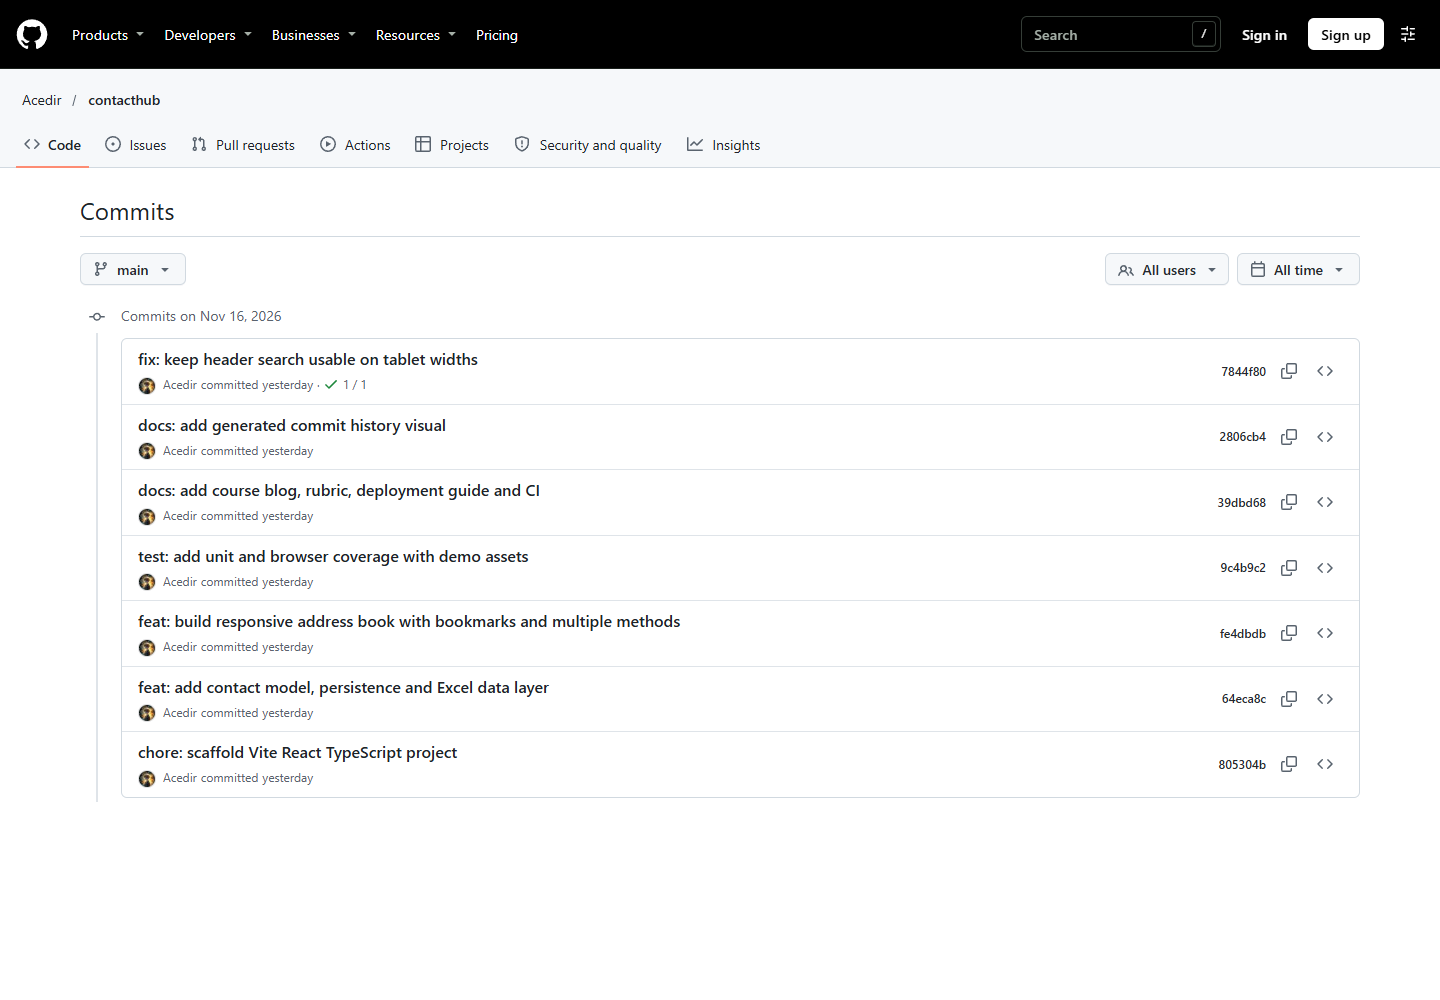 Products Developers Businesses Resources Pricing Search / Sign in Sign up
Acedir / contacthub
Code Issues Pull requests Actions Projects Security and quality Insights
Commits
main All users All time
Commits on Nov 16, 2026
fix: keep header search usable on tablet widths
Acedir committed yesterday · 1 / 1
7844f80
docs: add generated commit history visual
Acedir committed yesterday
2806cb4
docs: add course blog, rubric, deployment guide and CI
Acedir committed yesterday
39dbd68
test: add unit and browser coverage with demo assets
Acedir committed yesterday
9c4b9c2
feat: build responsive address book with bookmarks and multiple methods
Acedir committed yesterday
fe4dbdb
feat: add contact model, persistence and Excel data layer
Acedir committed yesterday
64eca8c
chore: scaffold Vite React TypeScript project
Acedir committed yesterday
805304b